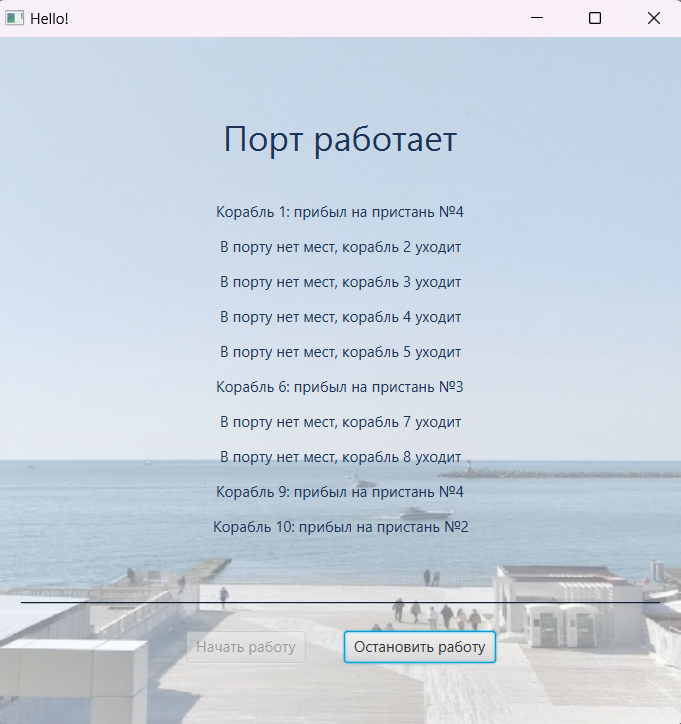 Hello!
Порт работает
Корабль 1: прибыл на пристань №4
В порту нет мест, корабль 2 уходит
В порту нет мест, корабль 3 уходит
В порту нет мест, корабль 4 уходит
В порту нет мест, корабль 5 уходит
Корабль 6: прибыл на пристань №3
В порту нет мест, корабль 7 уходит
В порту нет мест, корабль 8 уходит
Корабль 9: прибыл на пристань №4
Корабль 10: прибыл на пристань №2
Начать работу
Остановить работу